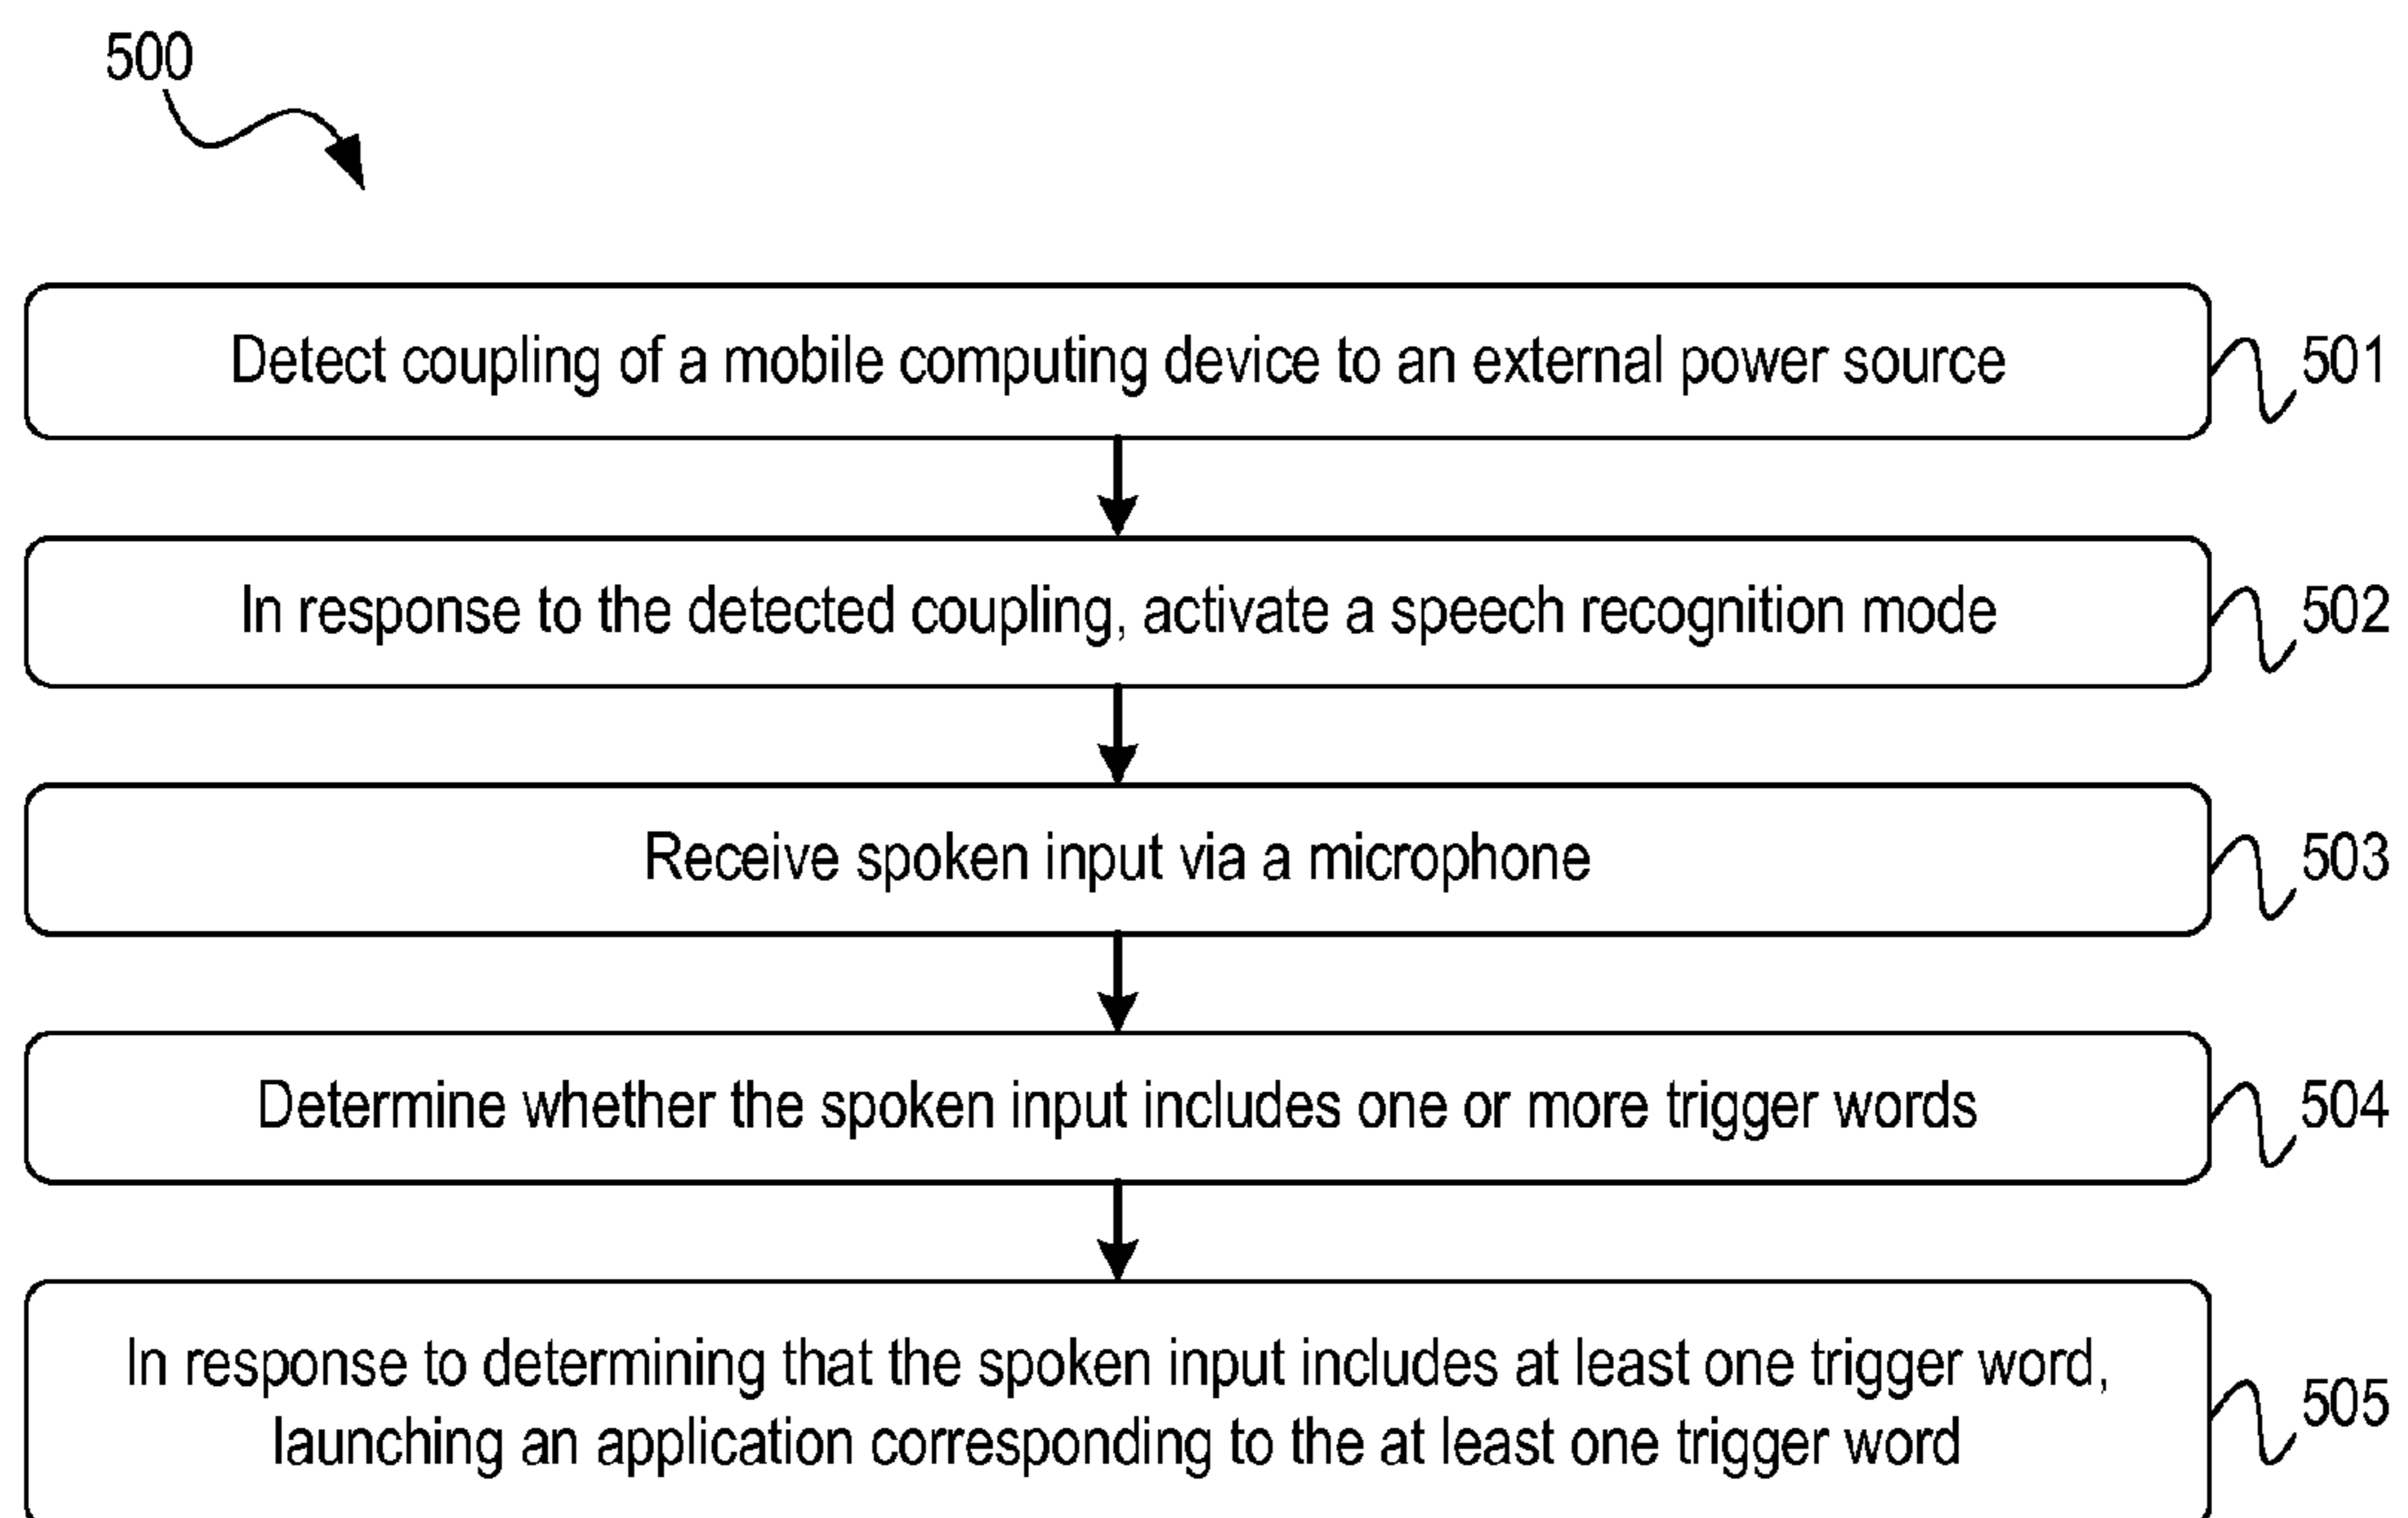 500
Detect coupling of a mobile computing device to an external power source
501
In response to the detected coupling, activate a speech recognition mode
502
Receive spoken input via a microphone
503
Determine whether the spoken input includes one or more trigger words
504
In response to determining that the spoken input includes at least one trigger word,
launching an application corresponding to the at least one trigger word
505